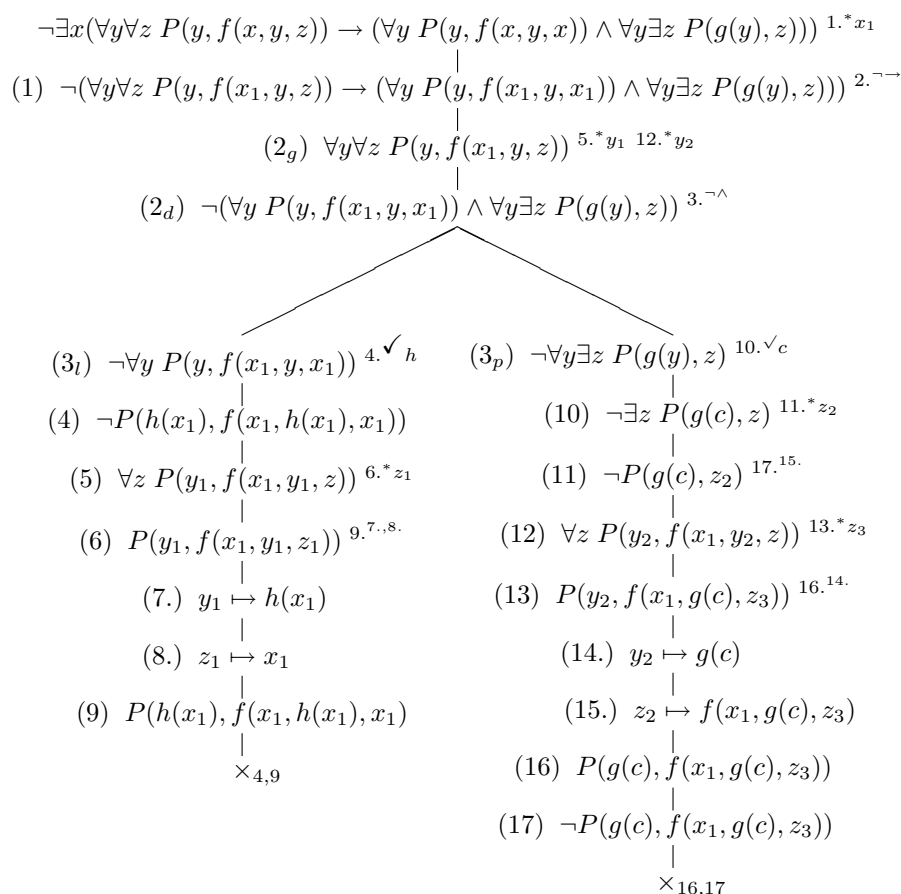 ¬∃x(∀y∀z P(y, f(x, y, z)) → (∀y P(y, f(x, y, x)) ∧ ∀y∃z P(g(y), z))) 1.* x₁
(1) ¬(∀y∀z P(y, f(x₁, y, z)) → (∀y P(y, f(x₁, y, x₁)) ∧ ∀y∃z P(g(y), z))) 2.¬→
(2g) ∀y∀z P(y, f(x₁, y, z)) 5.* y₁ 12.* y₂
(2d) ¬(∀y P(y, f(x₁, y, x₁)) ∧ ∀y∃z P(g(y), z)) 3.¬∧
(3l) ¬∀y P(y, f(x₁, y, x₁)) 4.✓ h
(4) ¬P(h(x₁), f(x₁, h(x₁), x₁))
(5) ∀z P(y₁, f(x₁, y₁, z)) 6.* z₁
(6) P(y₁, f(x₁, y₁, z₁)) 9.7.,8.
(7.) y₁ ↦ h(x₁)
(8.) z₁ ↦ x₁
(9) P(h(x₁), f(x₁, h(x₁), x₁)
×₄,₉
(3p) ¬∀y∃z P(g(y), z) 10.√ c
(10) ¬∃z P(g(c), z) 11.* z₂
(11) ¬P(g(c), z₂) 17.15.
(12) ∀z P(y₂, f(x₁, y₂, z)) 13.* z₃
(13) P(y₂, f(x₁, g(c), z₃)) 16.14.
(14.) y₂ ↦ g(c)
(15.) z₂ ↦ f(x₁, g(c), z₃)
(16) P(g(c), f(x₁, g(c), z₃))
(17) ¬P(g(c), f(x₁, g(c), z₃))
×₁₆,₁₇